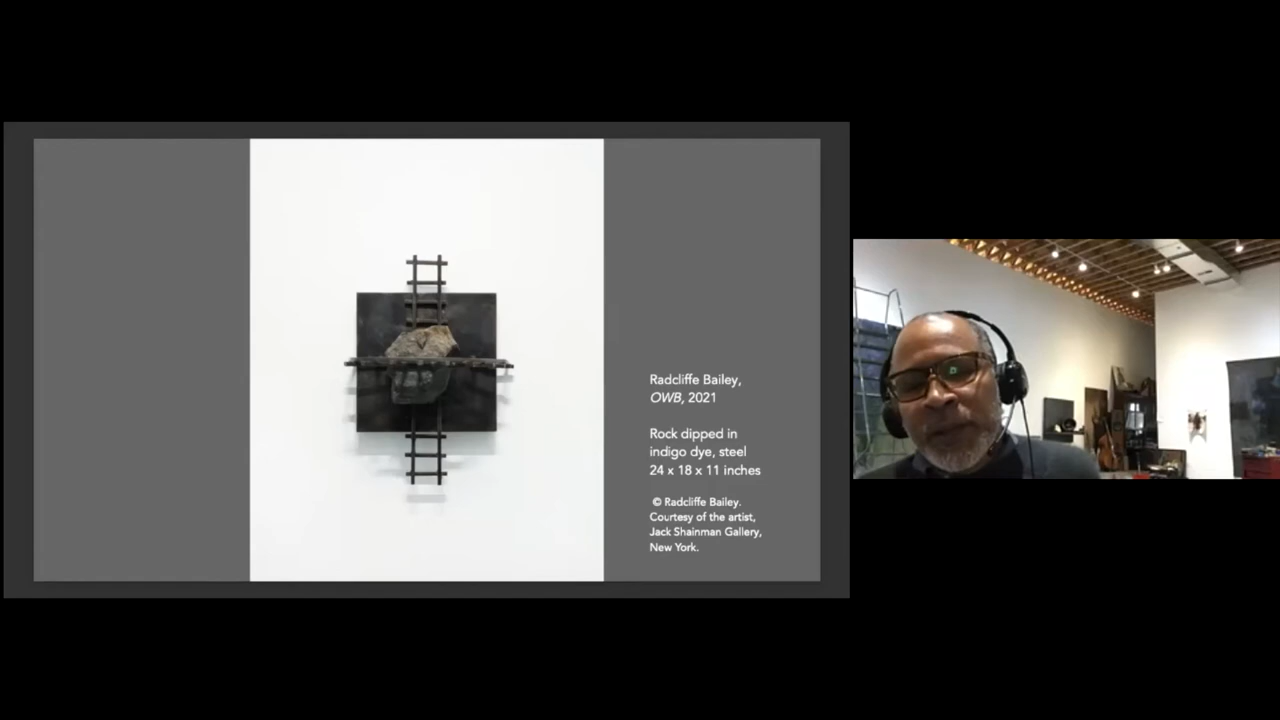 Radcliffe Bailey,
OWB, 2021
Rock dipped in
indigo dye, steel
24 x 18 x 11 inches
© Radcliffe Bailey.
Courtesy of the artist,
Jack Shainman Gallery,
New York.